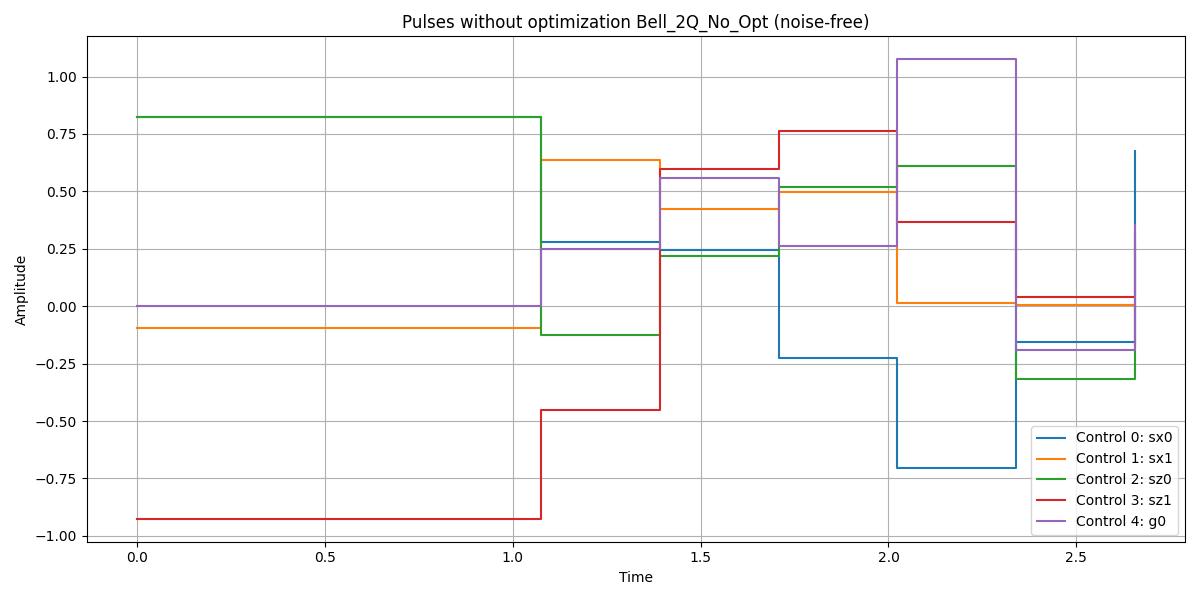 Pulses without optimization Bell_2Q_No_Opt (noise-free)
Amplitude
1.00
0.75
0.50
0.25
0.00
−0.25
−0.50
−0.75
−1.00
Control 0: sx0
Control 1: sx1
Control 2: sz0
Control 3: sz1
Control 4: g0
0.0 0.5 1.0 1.5 2.0 2.5
Time